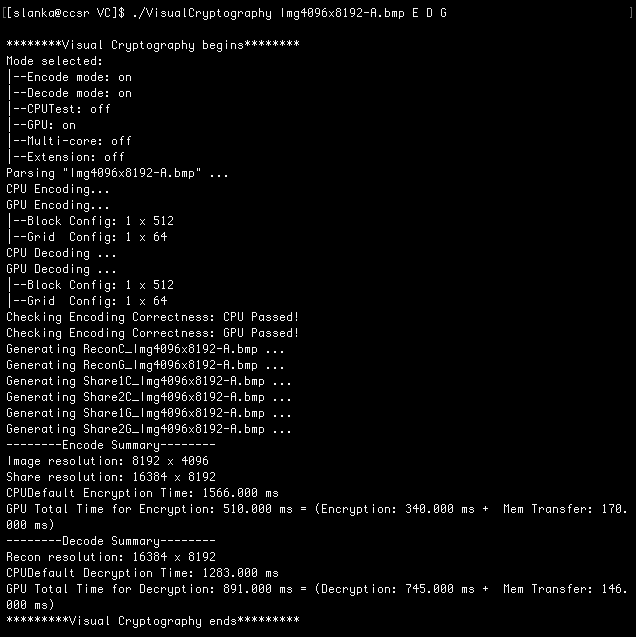 [[slanka@ccsr VC]$ ./VisualCryptography Img4096x8192-A.bmp E D G ]
********Visual Cryptography begins********
Mode selected:
|--Encode mode: on
|--Decode mode: on
|--CPUTest: off
|--GPU: on
|--Multi-core: off
|--Extension: off
Parsing "Img4096x8192-A.bmp" ...
CPU Encoding...
GPU Encoding...
|--Block Config: 1 x 512
|--Grid  Config: 1 x 64
CPU Decoding ...
GPU Decoding ...
|--Block Config: 1 x 512
|--Grid  Config: 1 x 64
Checking Encoding Correctness: CPU Passed!
Checking Encoding Correctness: GPU Passed!
Generating ReconC_Img4096x8192-A.bmp ...
Generating ReconG_Img4096x8192-A.bmp ...
Generating Share1C_Img4096x8192-A.bmp ...
Generating Share2C_Img4096x8192-A.bmp ...
Generating Share1G_Img4096x8192-A.bmp ...
Generating Share2G_Img4096x8192-A.bmp ...
--------Encode Summary--------
Image resolution: 8192 x 4096
Share resolution: 16384 x 8192
CPUDefault Encryption Time: 1566.000 ms
GPU Total Time for Encryption: 510.000 ms = (Encryption: 340.000 ms +  Mem Transfer: 170.
000 ms)
--------Decode Summary--------
Recon resolution: 16384 x 8192
CPUDefault Decryption Time: 1283.000 ms
GPU Total Time for Decryption: 891.000 ms = (Decryption: 745.000 ms +  Mem Transfer: 146.
000 ms)
*********Visual Cryptography ends*********